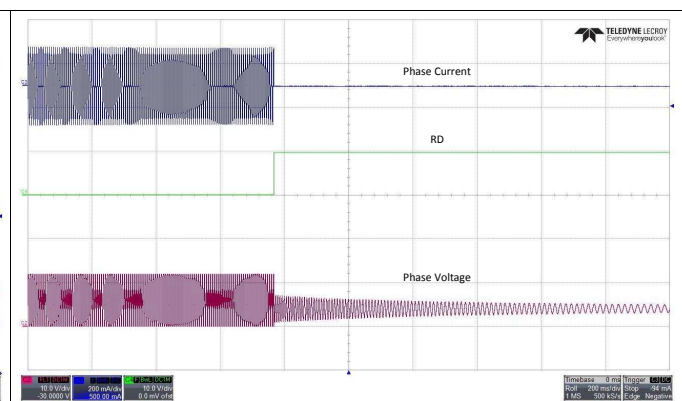 TELEDYNE LECROY
Everywhereyoulook
Phase Current
RD
Phase Voltage
10.0 V/div
-30.0000 V
200 mA/div
500.00 mA
10.0 V/div
0.0 mV ofst
Timebase 0 ms
Roll 200 ms/div
1 MS 500 kS/s
Trigger C3 DC
Stop -94 mA
Edge Negative